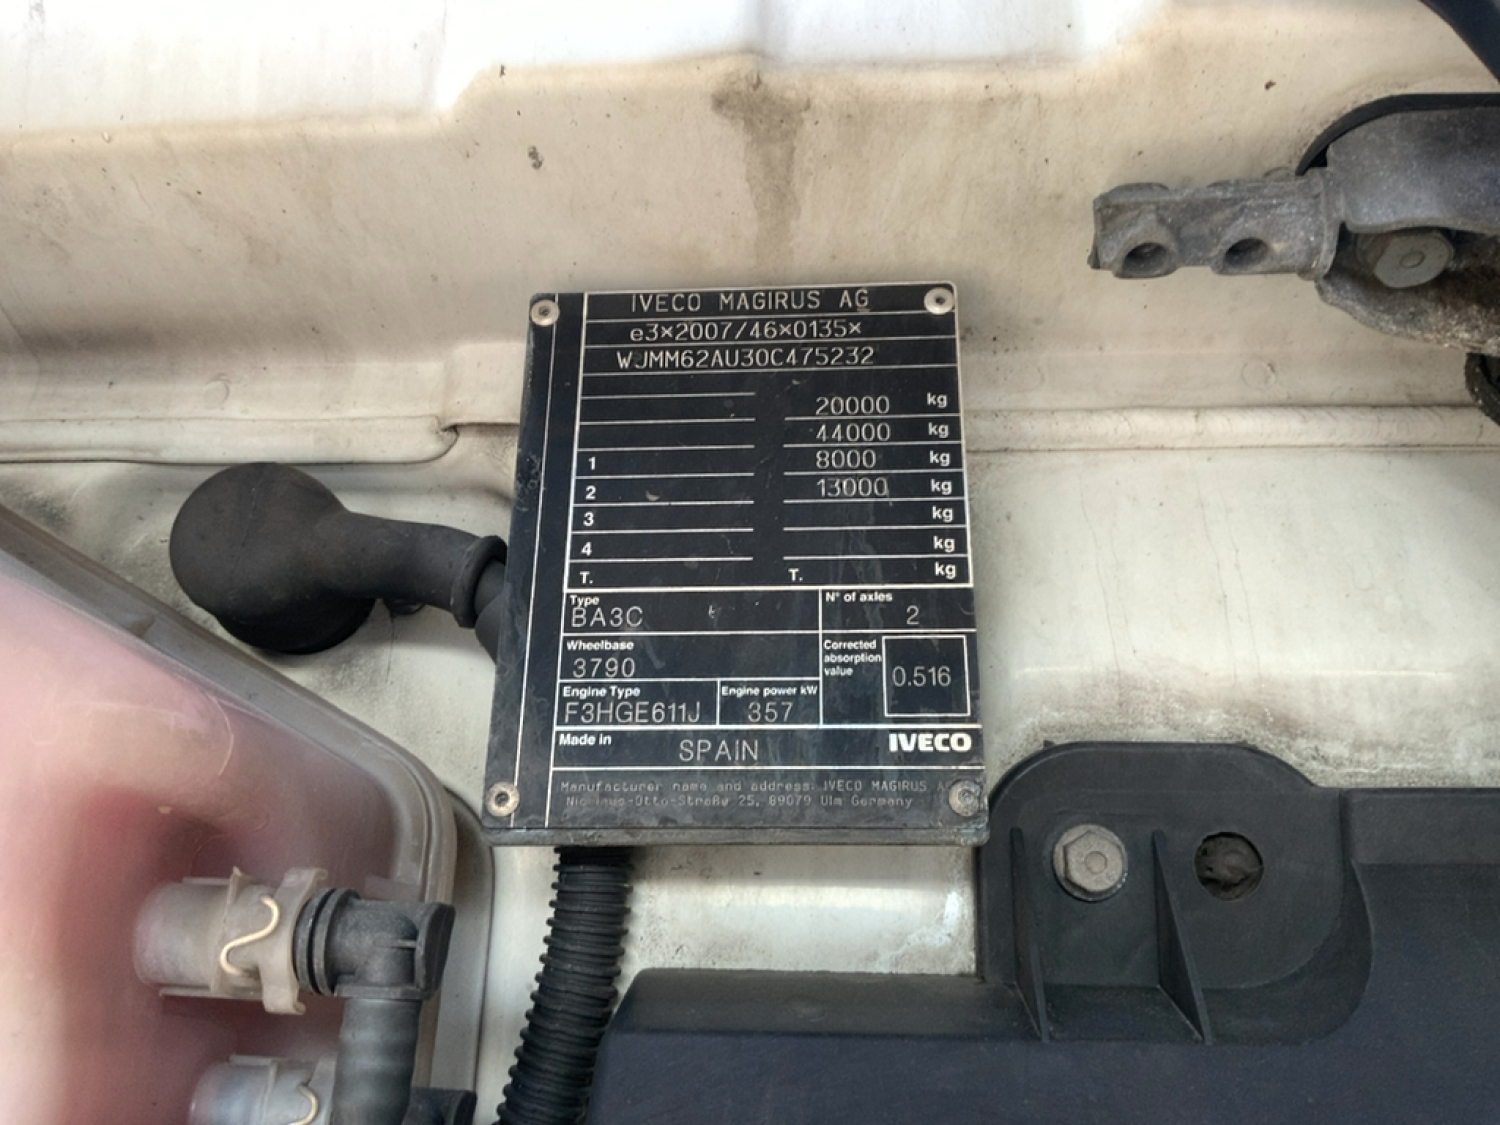 IVECO MAGIRUS AG
e3×2007/46×0135×
WJMM62AU30C475232
20000 kg
44000 kg
1 8000 kg
2 13000 kg
3 kg
4 kg
T. T. kg
Type
BA3C
N° of axles
2
Wheelbase
3790
Corrected absorption value
0.516
Engine Type
F3HGE611J
Engine power kW
357
Made in SPAIN
IVECO
Manufacturer name and address: IVECO MAGIRUS
-Otto-Straße 25, 89079 Ulm Germany